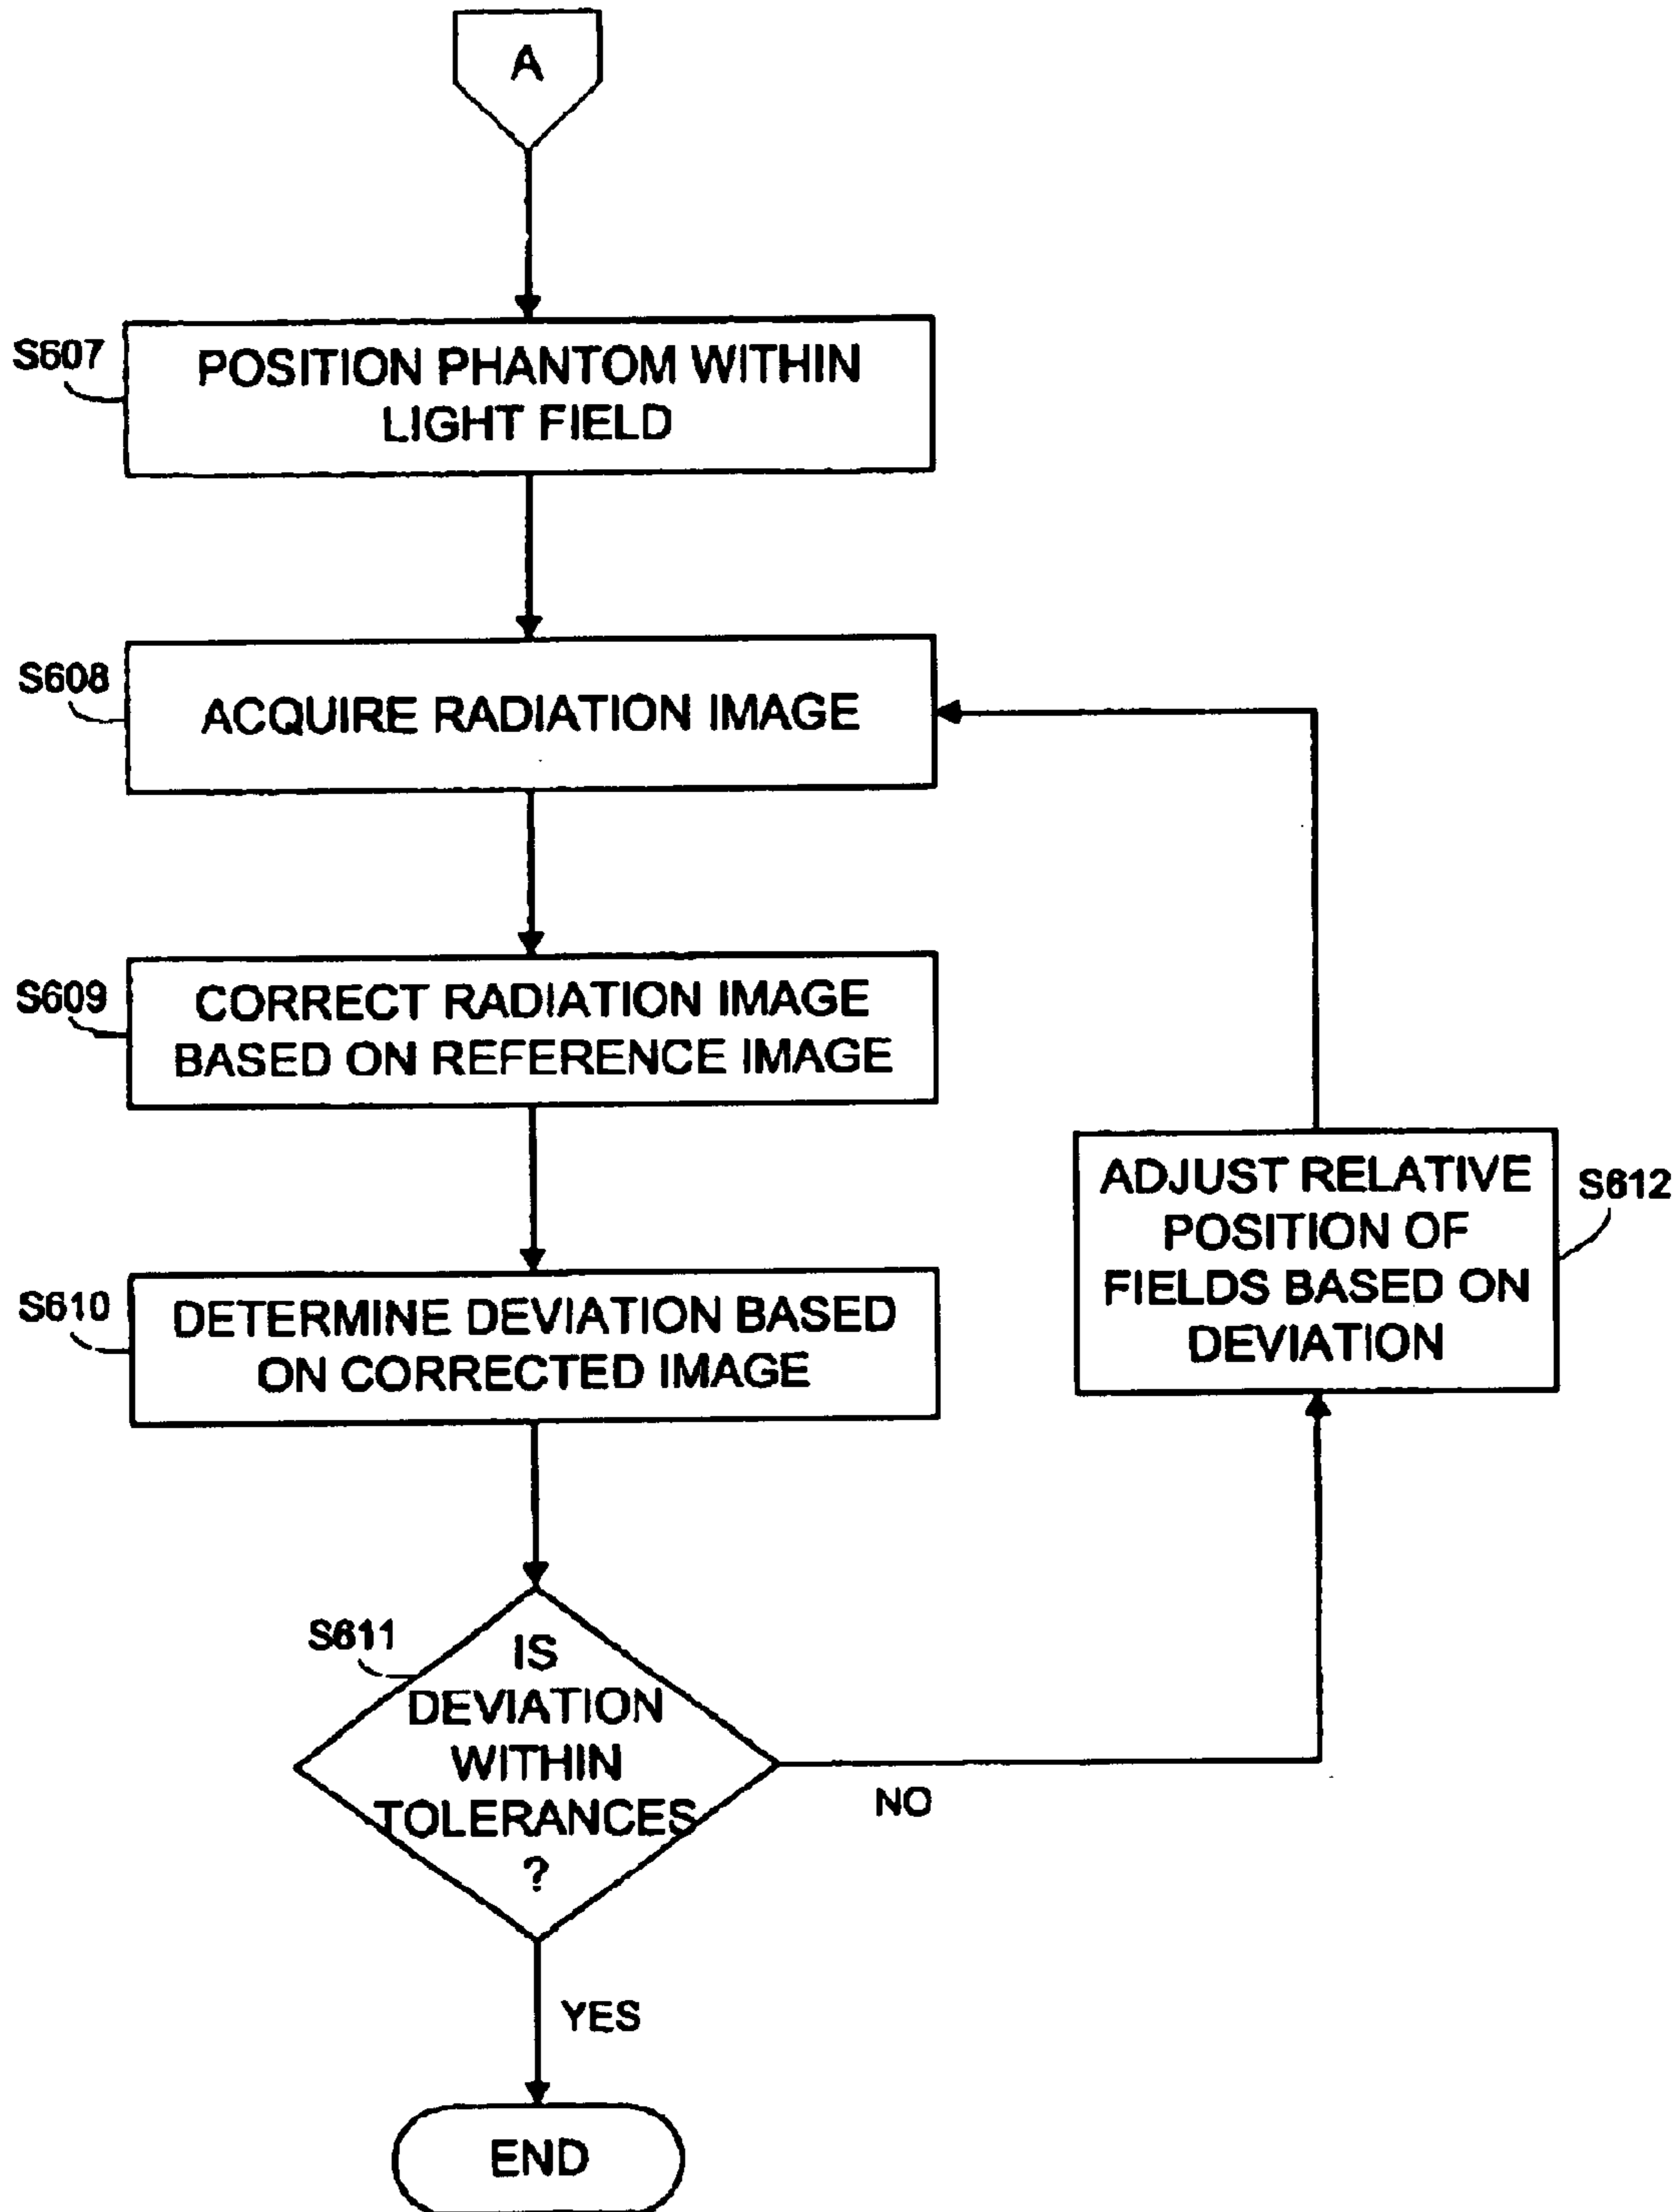 A
S607
POSITION PHANTOM WITHIN
LIGHT FIELD
S608
ACQUIRE RADIATION IMAGE
S609
CORRECT RADIATION IMAGE
BASED ON REFERENCE IMAGE
S610
DETERMINE DEVIATION BASED
ON CORRECTED IMAGE
ADJUST RELATIVE
POSITION OF
FIELDS BASED ON
DEVIATION
S612
S611
IS
DEVIATION
WITHIN
TOLERANCES
?
NO
YES
END